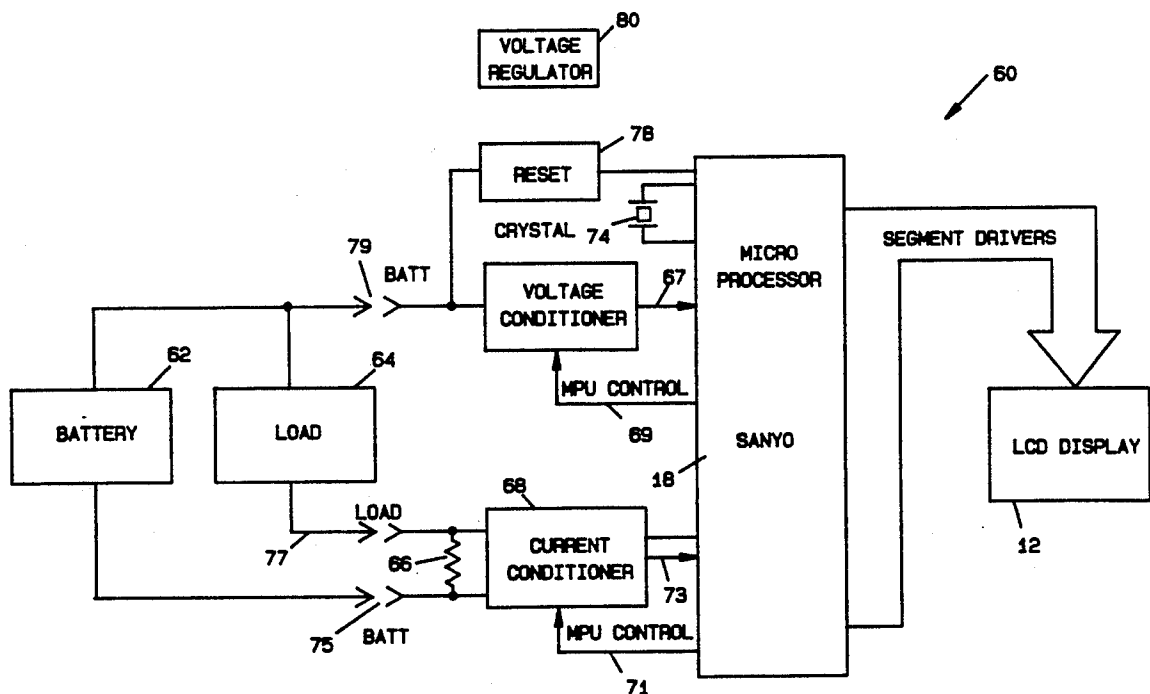 80
VOLTAGE
REGULATOR
60
78
RESET
CRYSTAL
74
MICRO
PROCESSOR
SEGMENT DRIVERS
79
BATT
VOLTAGE
CONDITIONER
67
62
64
MPU CONTROL
69
BATTERY
LOAD
SANYO
18
LCD DISPLAY
12
68
LOAD
77
66
CURRENT
CONDITIONER
73
75
BATT
MPU CONTROL
71